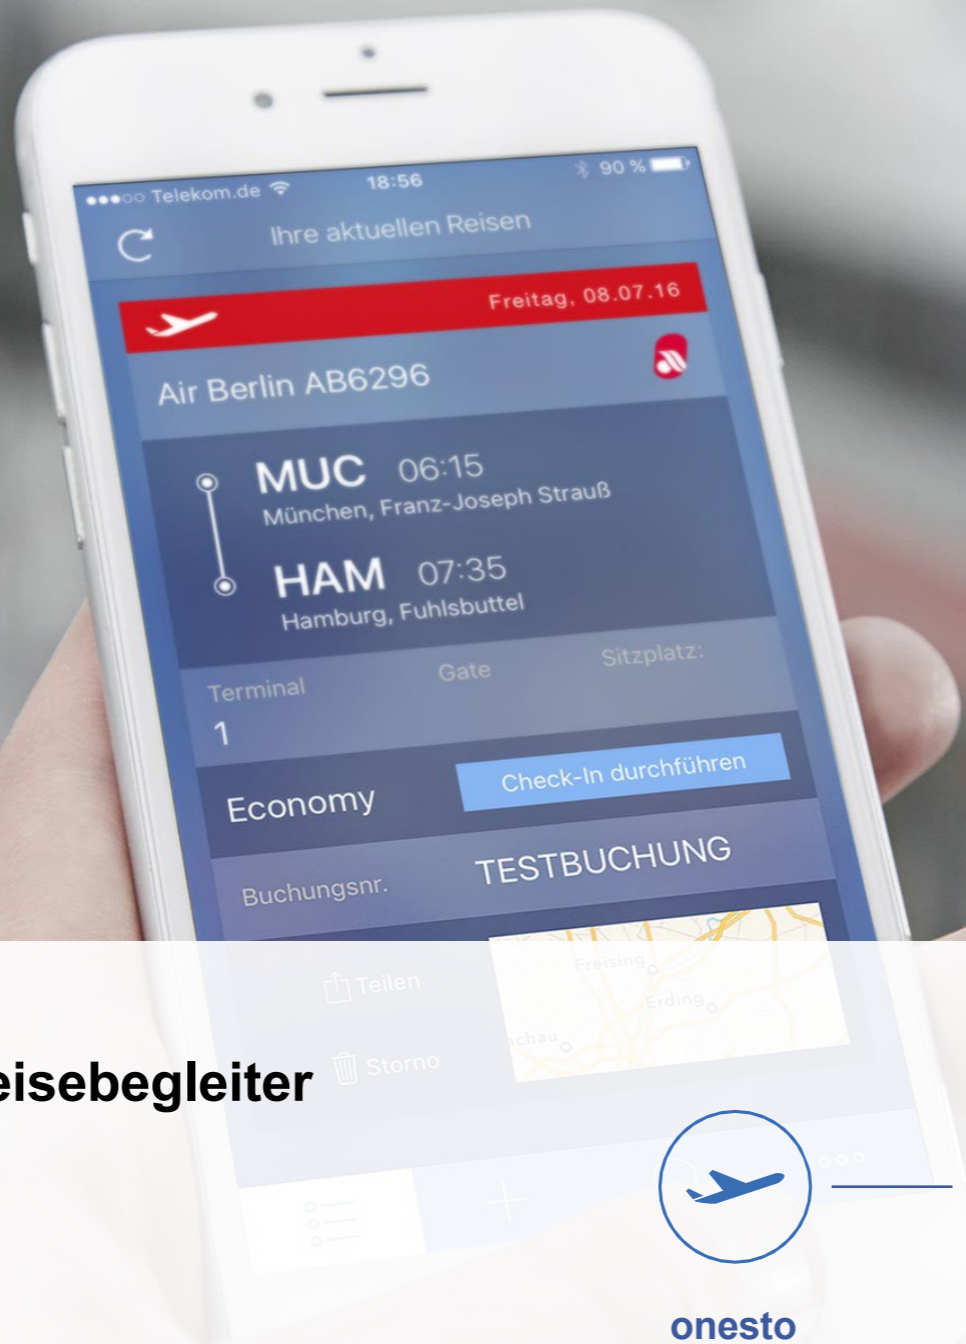 Telekom.de 18:56 90 %
Ihre aktuellen Reisen
Freitag, 08.07.16
Air Berlin AB6296
MUC 06:15
München, Franz-Joseph Strauß
HAM 07:35
Hamburg, Fuhlsbuttel
Terminal Gate Sitzplatz:
1
Economy Check-In durchführen
Buchungsnr. TESTBUCHUNG
Freising
Teilen
Erding
achau
Storno
eisebegleiter
onesto